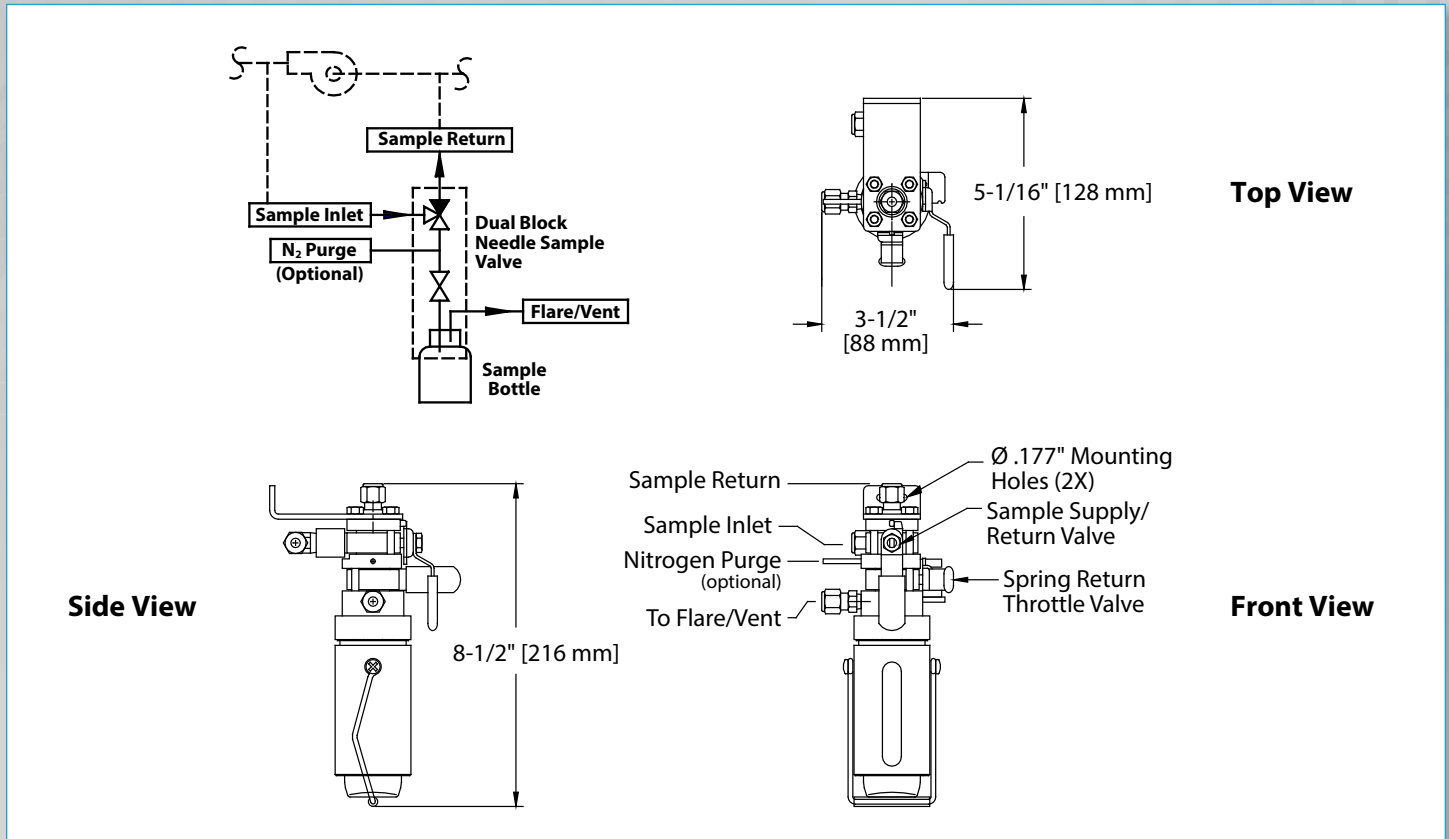 Sample Return
Sample Inlet
N₂ Purge
(Optional)
Dual Block
Needle Sample
Valve
Flare/Vent
Sample
Bottle
5-1/16" [128 mm]
3-1/2"
[88 mm]
Top View
Side View
8-1/2" [216 mm]
Sample Return
Sample Inlet
Nitrogen Purge
(optional)
To Flare/Vent
Ø .177" Mounting
Holes (2X)
Sample Supply/
Return Valve
Spring Return
Throttle Valve
Front View